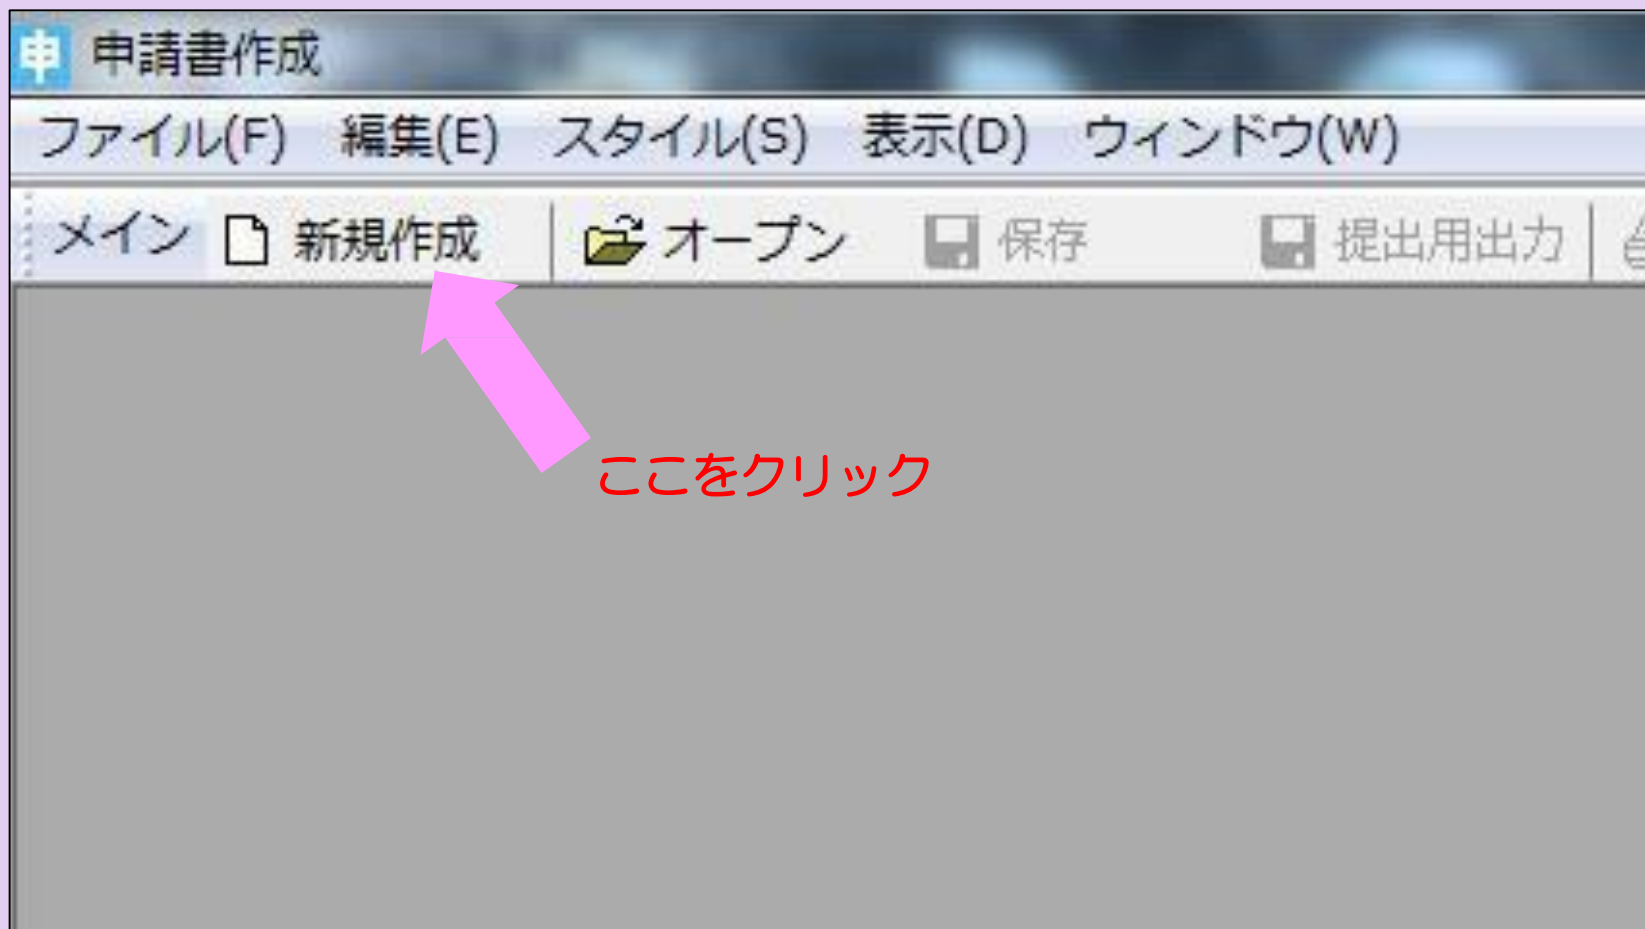 申 申請書作成
ファイル(F) 編集(E) スタイル(S) 表示(D) ウィンドウ(W)
メイン 新規作成 オープン 保存 提出用出力
ここをクリック